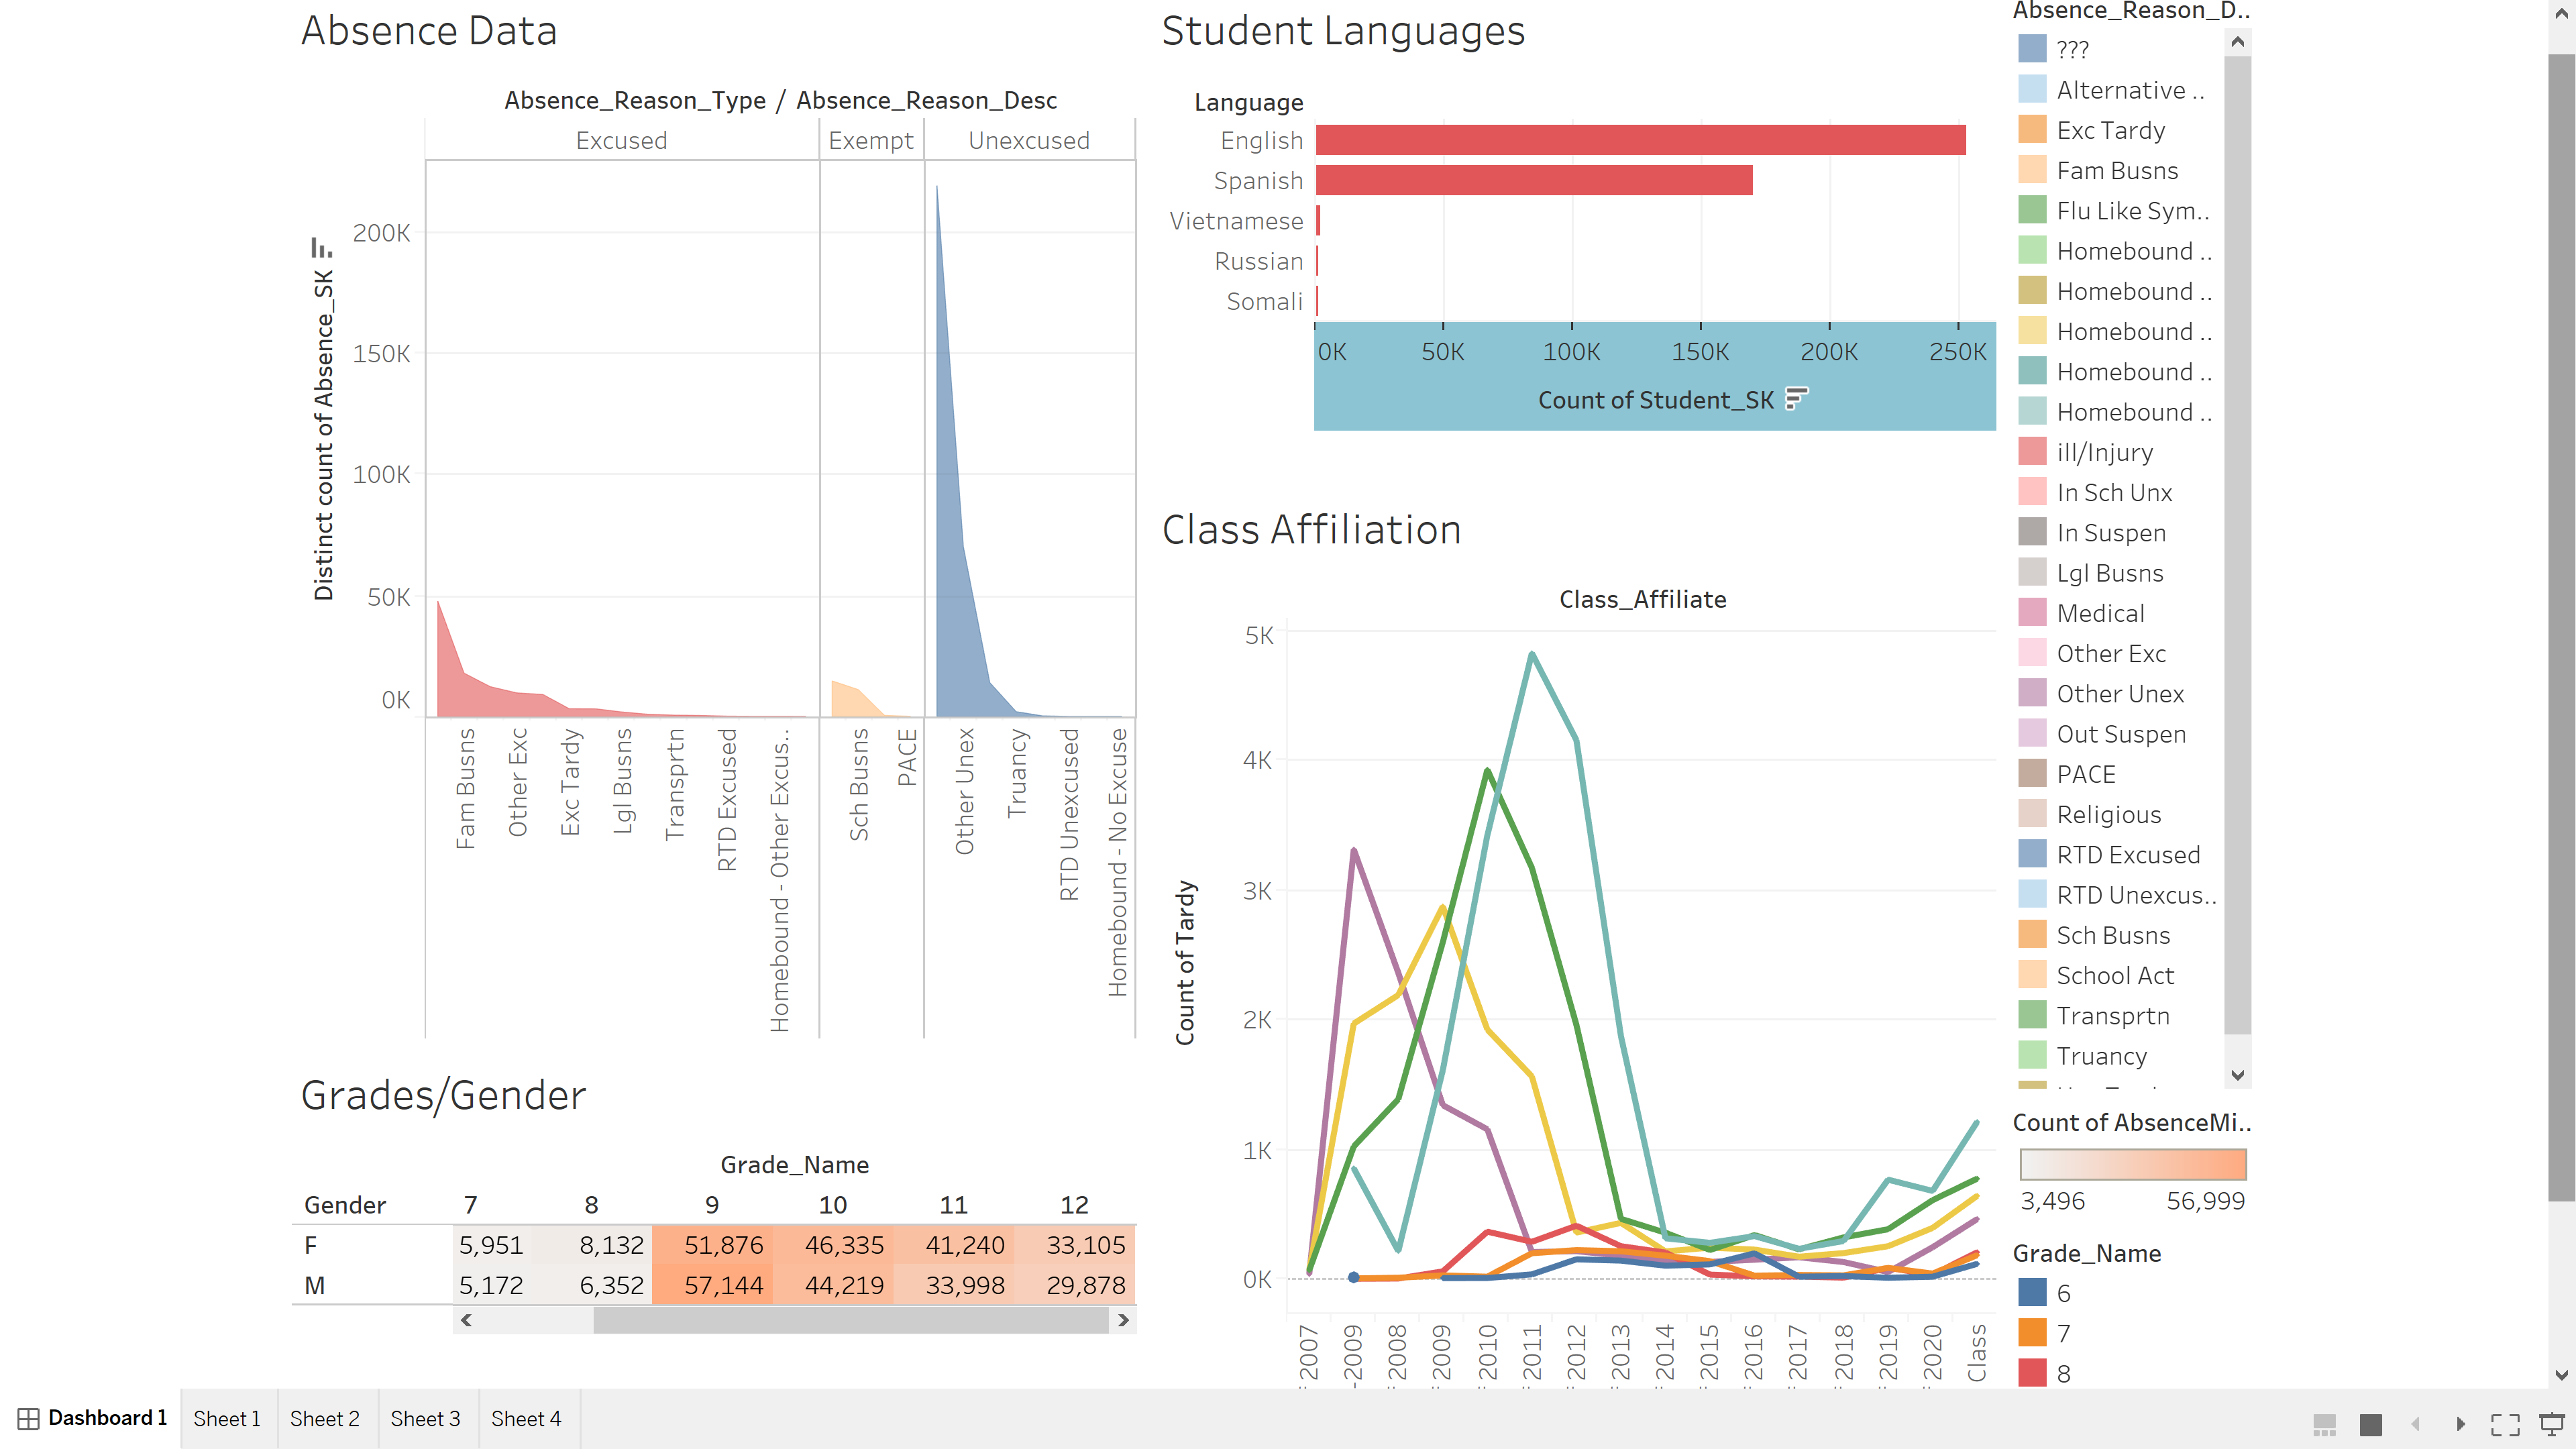 Absence Data
Absence_Reason_Type / Absence_Reason_Desc
Excused Exempt Unexcused
Distinct count of Absence_SK
200K
150K
100K
50K
0K
Fam Busns
Other Exc
Exc Tardy
Lgl Busns
Transprtn
RTD Excused
Homebound - Other Excus..
Sch Busns
PACE
Other Unex
Truancy
RTD Unexcused
Homebound - No Excuse
Grades/Gender
Grade_Name
Gender 7 8 9 10 11 12
F 5,951 8,132 51,876 46,335 41,240 33,105
M 5,172 6,352 57,144 44,219 33,998 29,878
Student Languages
Language
English
Spanish
Vietnamese
Russian
Somali
0K 50K 100K 150K 200K 250K
Count of Student_SK
Class Affiliation
Class_Affiliate
Count of Tardy
5K
4K
3K
2K
1K
0K
2007
-2009
2008
2009
2010
2011
2012
2013
2014
2015
2016
2017
2018
2019
2020
Class
Absence_Reason_D..
???
Alternative ..
Exc Tardy
Fam Busns
Flu Like Sym..
Homebound ..
Homebound ..
Homebound ..
Homebound ..
Homebound ..
ill/Injury
In Sch Unx
In Suspen
Lgl Busns
Medical
Other Exc
Other Unex
Out Suspen
PACE
Religious
RTD Excused
RTD Unexcus..
Sch Busns
School Act
Transprtn
Truancy
Count of AbsenceMi..
3,496 56,999
Grade_Name
6
7
8
Dashboard 1 Sheet 1 Sheet 2 Sheet 3 Sheet 4